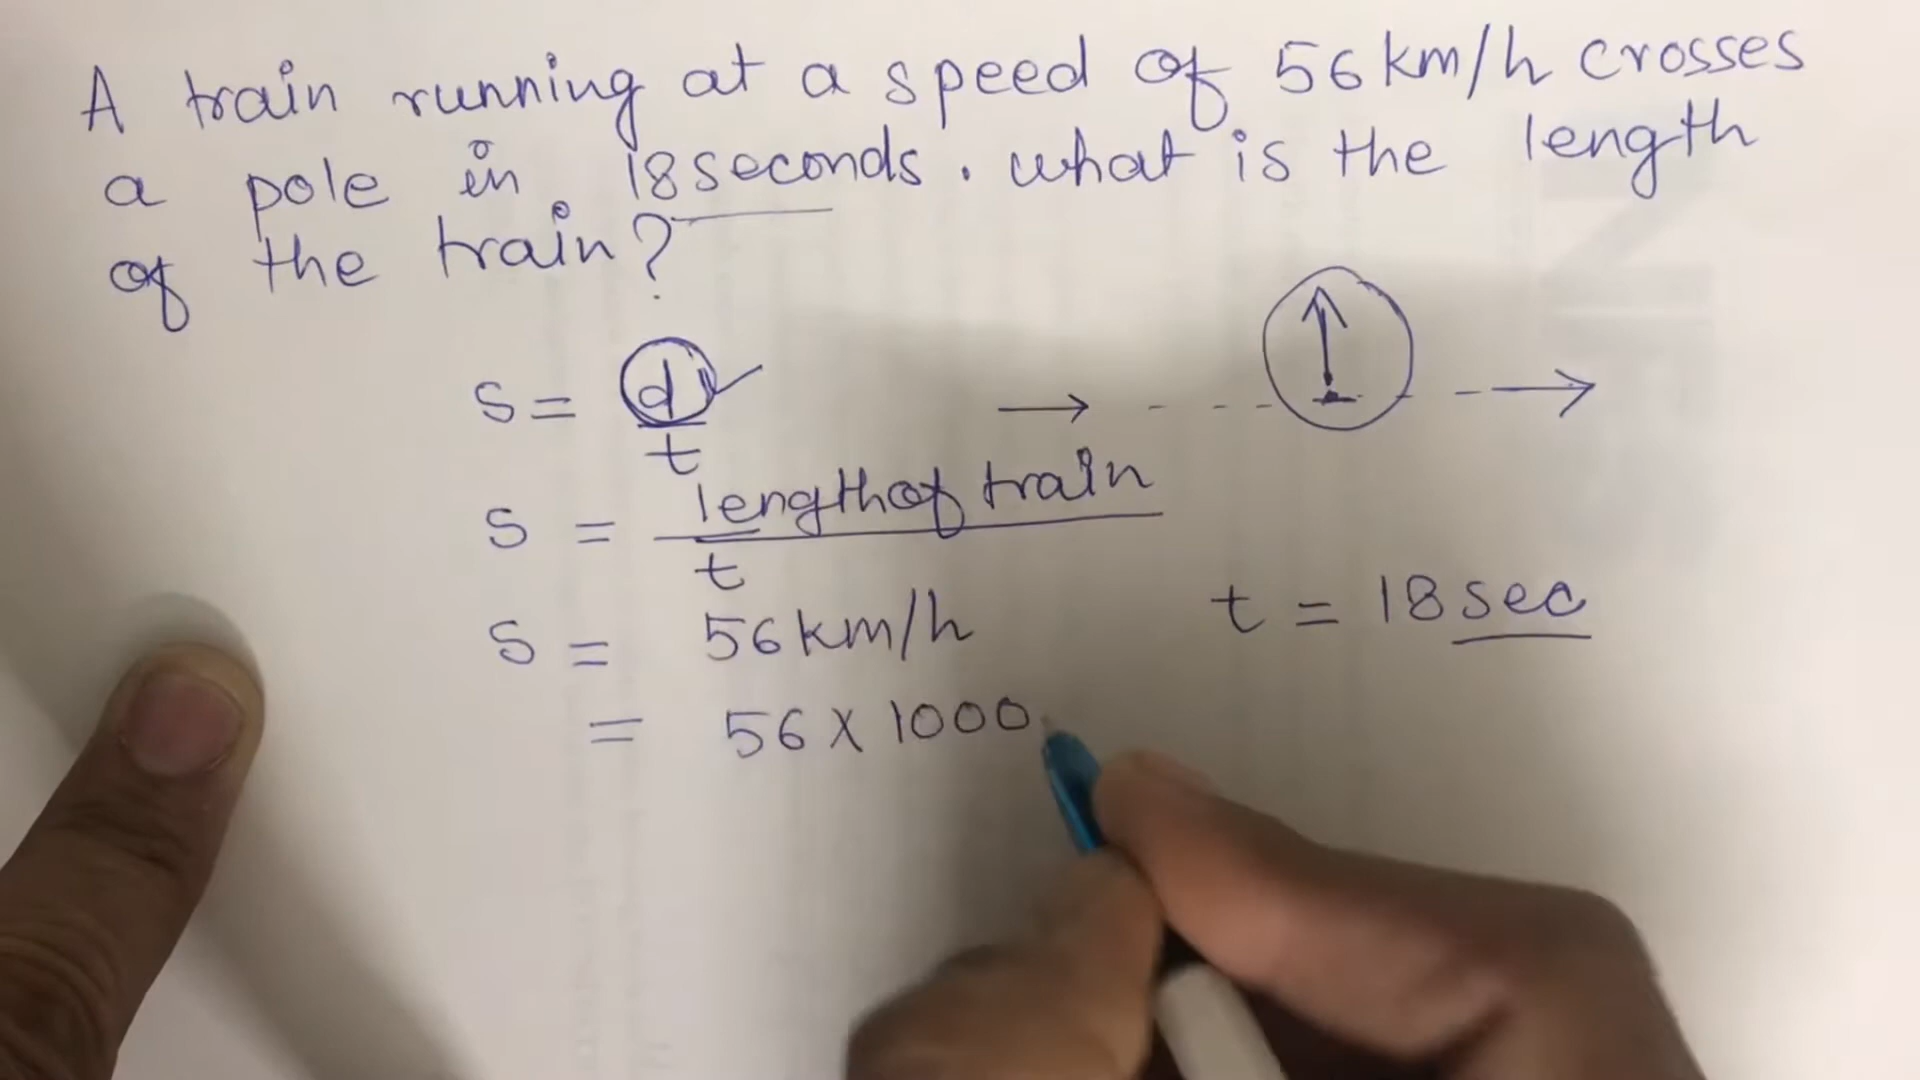 A train running at a speed of 56 km/h crosses
a pole in 18 seconds. what is the length
of the train?
s = d
t
s = length of train
t
s = 56 km/h t = 18 sec
= 56 x 1000